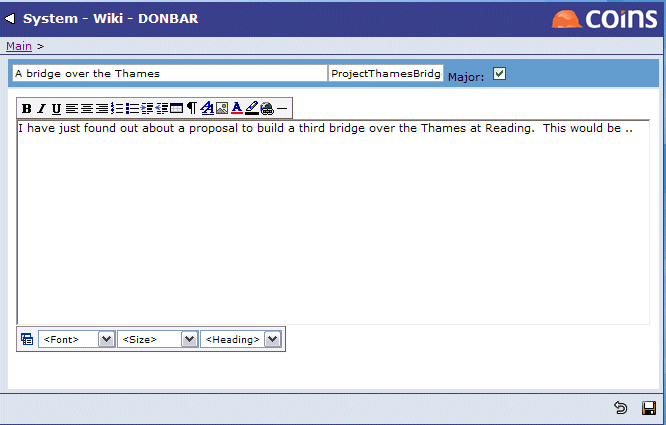 System - Wiki - DONBAR
coins
Main >
A bridge over the Thames
ProjectThamesBridg
Major:
B I U
I have just found out about a proposal to build a third bridge over the Thames at Reading.  This would be ..
<Font> <Size> <Heading>